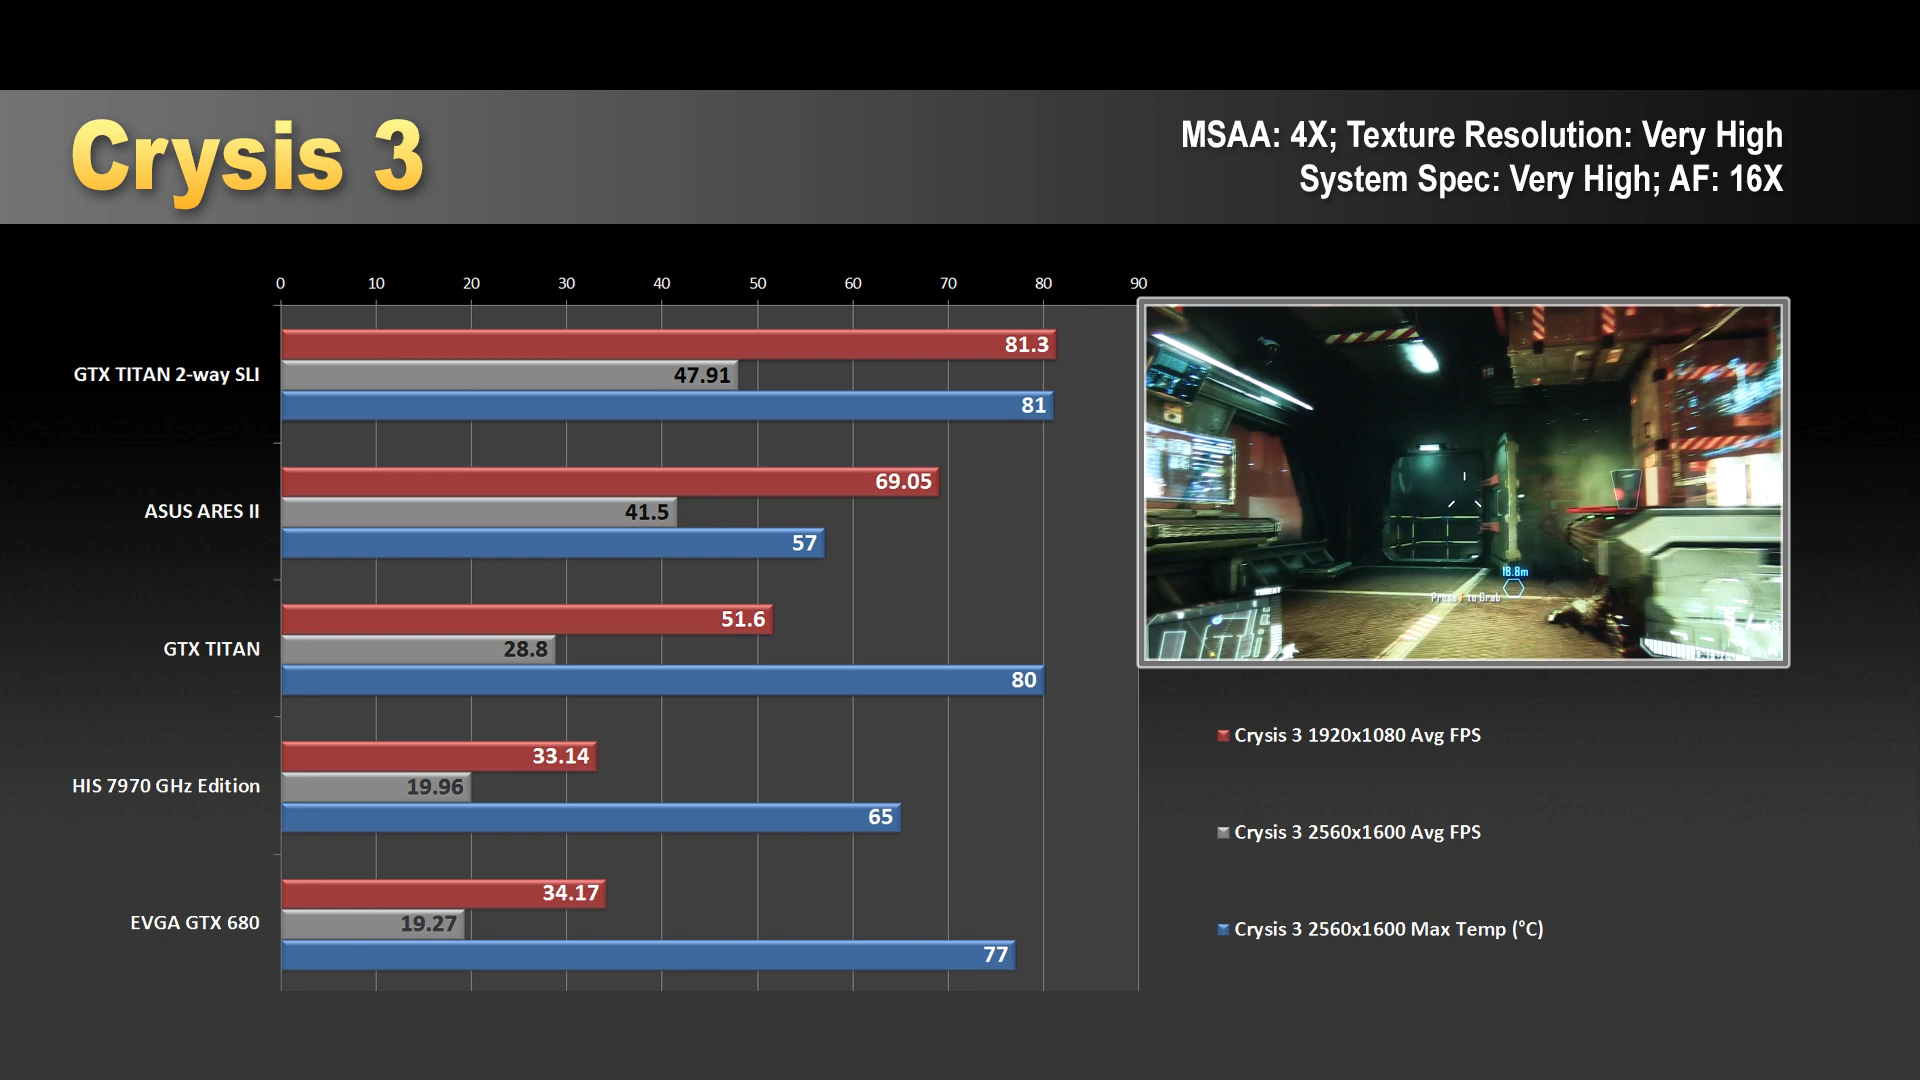 Crysis 3
MSAA: 4X; Texture Resolution: Very High
System Spec: Very High; AF: 16X
0 10 20 30 40 50 60 70 80 90
GTX TITAN 2-way SLI
81.3
47.91
81
ASUS ARES II
69.05
41.5
57
GTX TITAN
51.6
28.8
80
HIS 7970 GHz Edition
33.14
19.96
65
EVGA GTX 680
34.17
19.27
77
18.8m
Press to Grab
Crysis 3 1920x1080 Avg FPS
Crysis 3 2560x1600 Avg FPS
Crysis 3 2560x1600 Max Temp (°C)